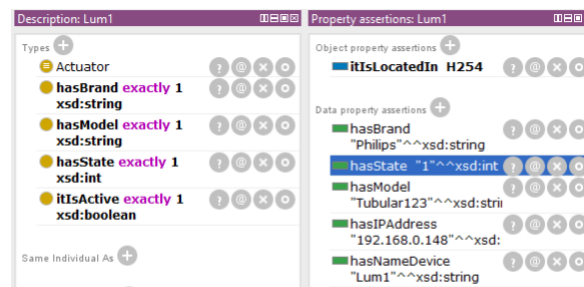 Description: Lum1
Types
Actuator
hasBrand exactly 1
xsd:string
hasModel exactly 1
xsd:string
hasState exactly 1
xsd:int
itIsActive exactly 1
xsd:boolean
Same Individual As
Property assertions: Lum1
Object property assertions
itIsLocatedIn H254
Data property assertions
hasBrand
"Philips"^^xsd:string
hasState "1"^^xsd:int
hasModel
"Tubular123"^^xsd:stri
hasIPAddress
"192.168.0.148"^^xsd:
hasNameDevice
"Lum1"^^xsd:string